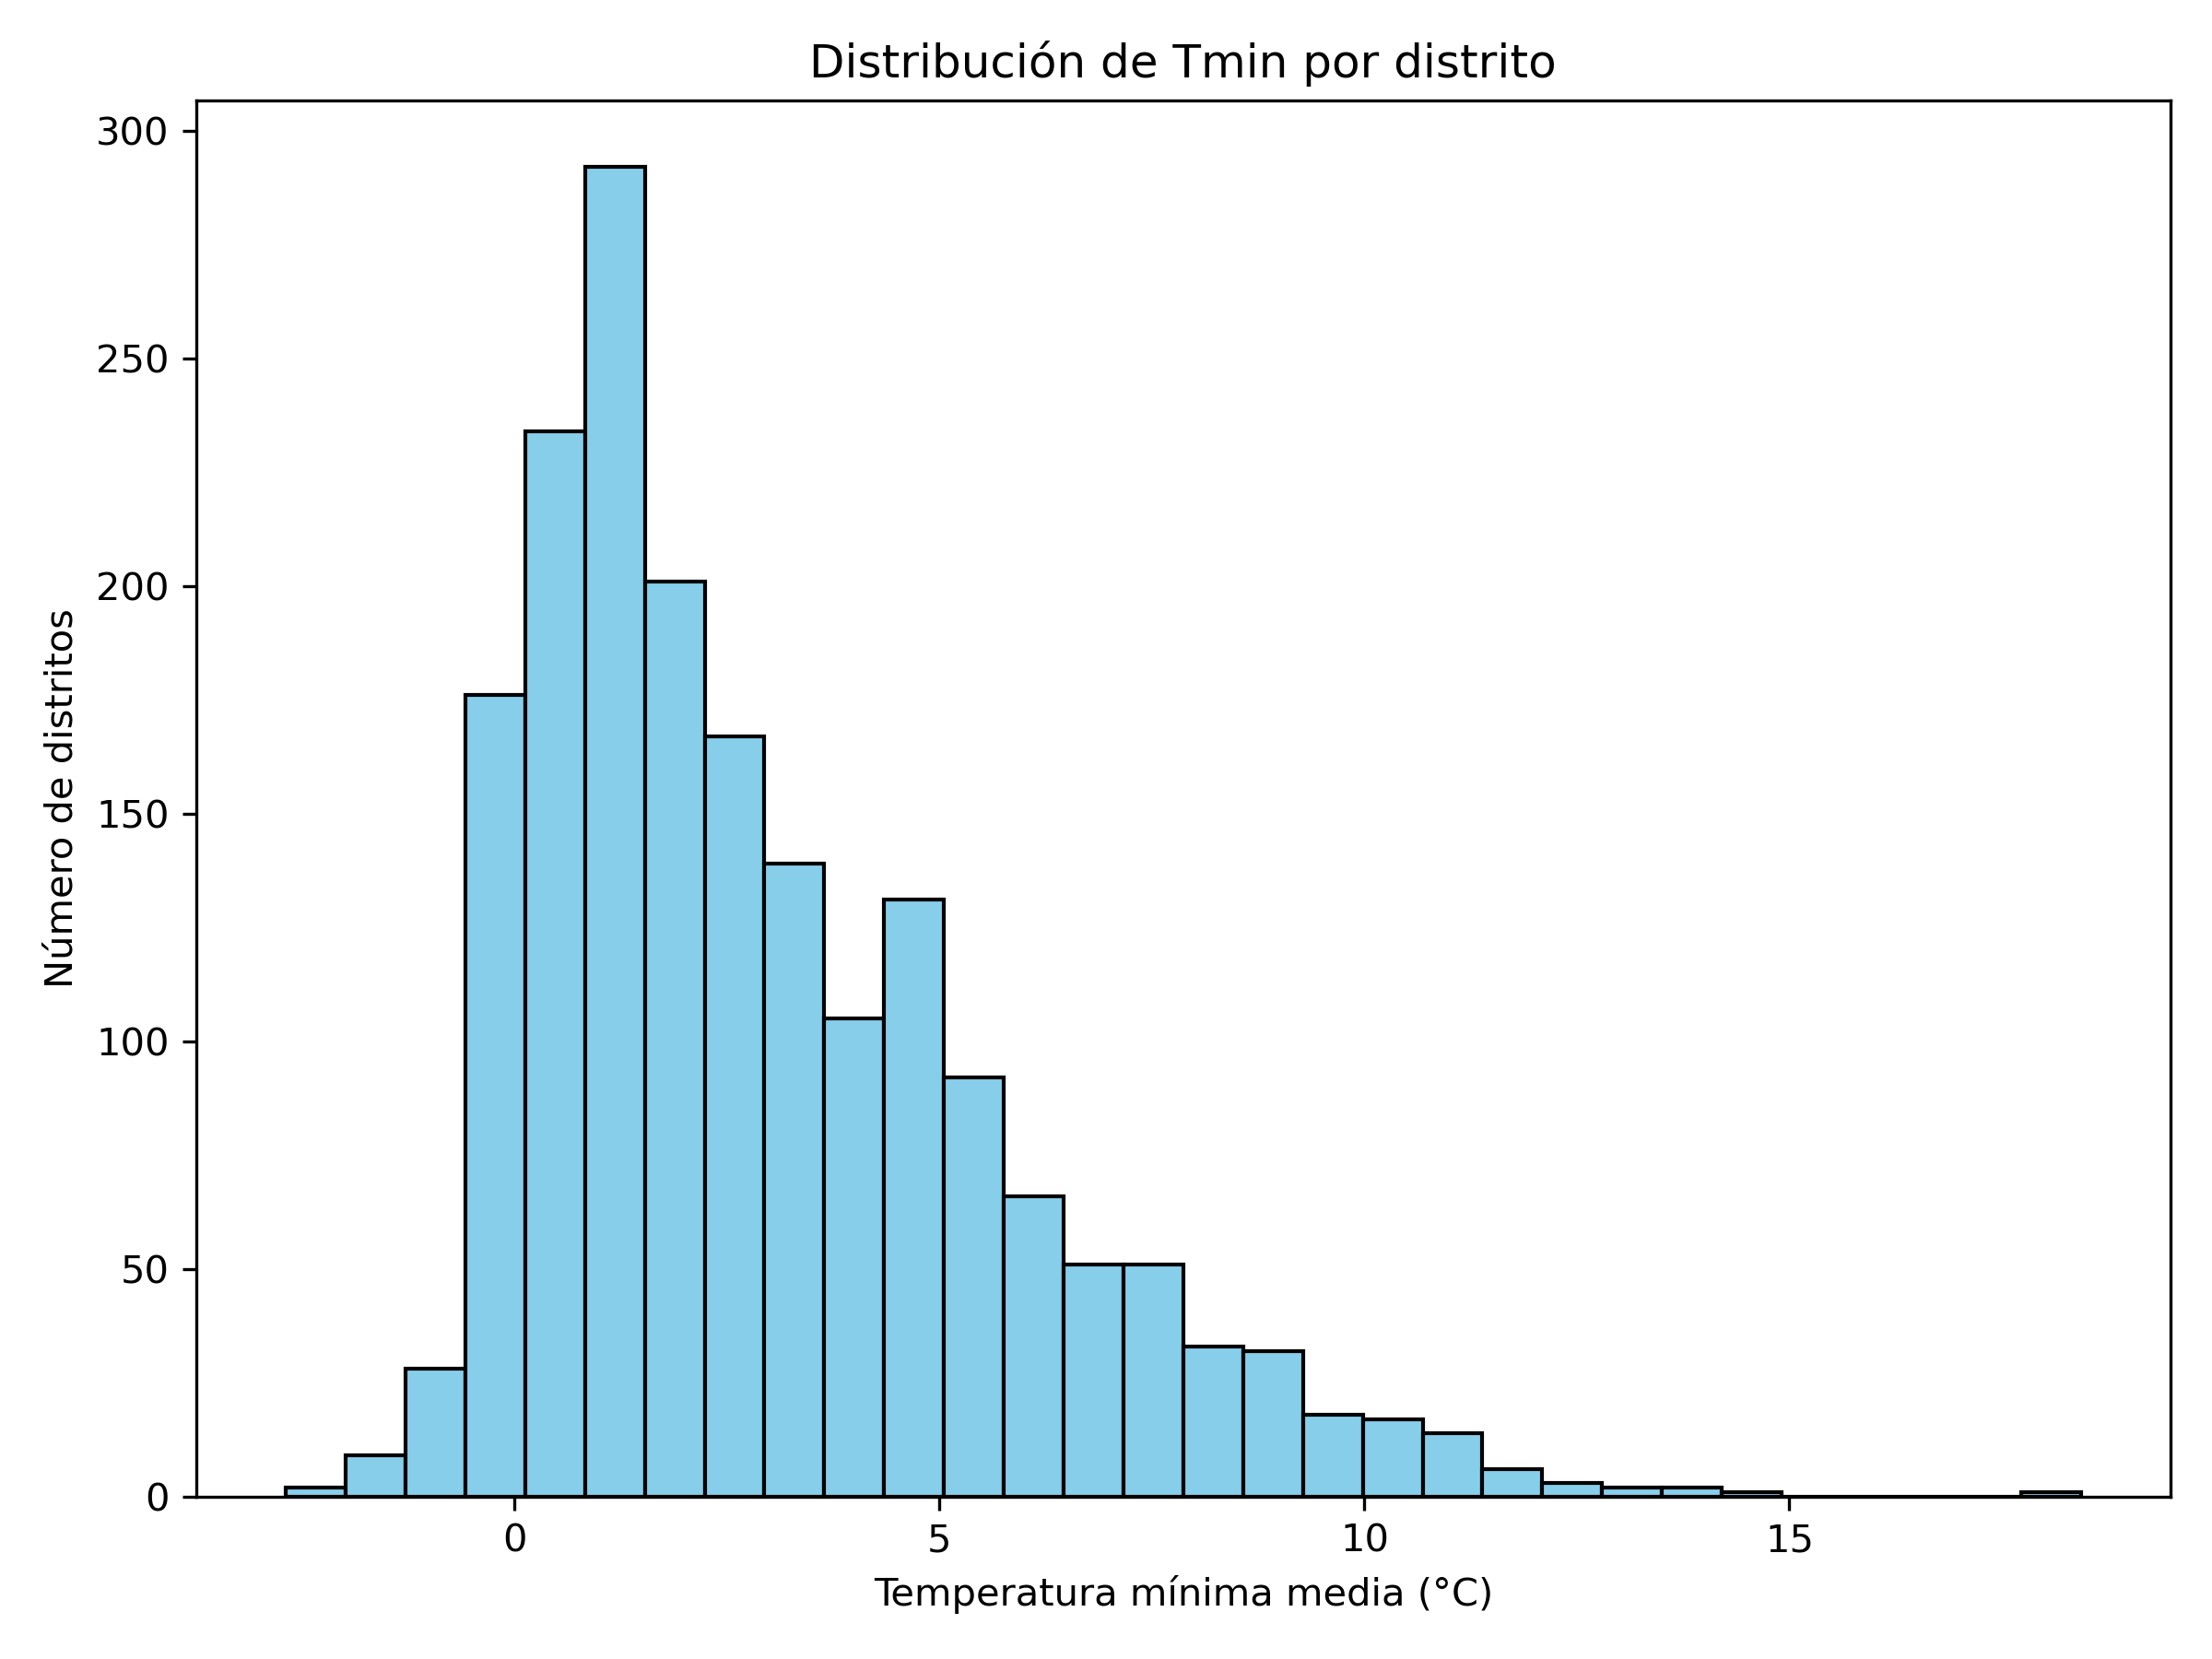 Distribución de Tmin por distrito
300
250
200
150
100
50
0
Número de distritos
0 5 10 15
Temperatura mínima media (°C)